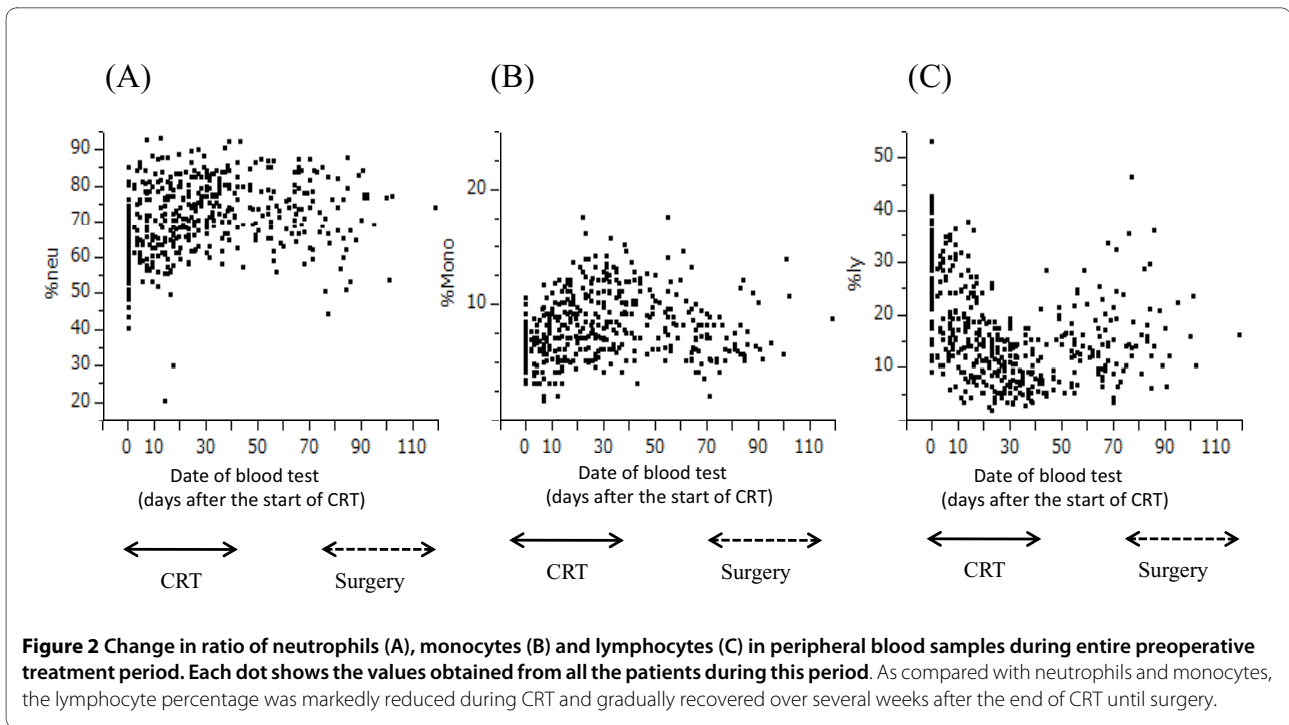 (A)
(B)
(C)
%neu
90
80
70
60
50
40
30
20
0 10 30 50 70 90 110
Date of blood test
(days after the start of CRT)
CRT
Surgery
%Mono
20
10
0 10 30 50 70 90 110
Date of blood test
(days after the start of CRT)
CRT
Surgery
%ly
50
40
30
20
10
0 10 30 50 70 90 110
Date of blood test
(days after the start of CRT)
CRT
Surgery
Figure 2 Change in ratio of neutrophils (A), monocytes (B) and lymphocytes (C) in peripheral blood samples during entire preoperative
treatment period. Each dot shows the values obtained from all the patients during this period. As compared with neutrophils and monocytes,
the lymphocyte percentage was markedly reduced during CRT and gradually recovered over several weeks after the end of CRT until surgery.